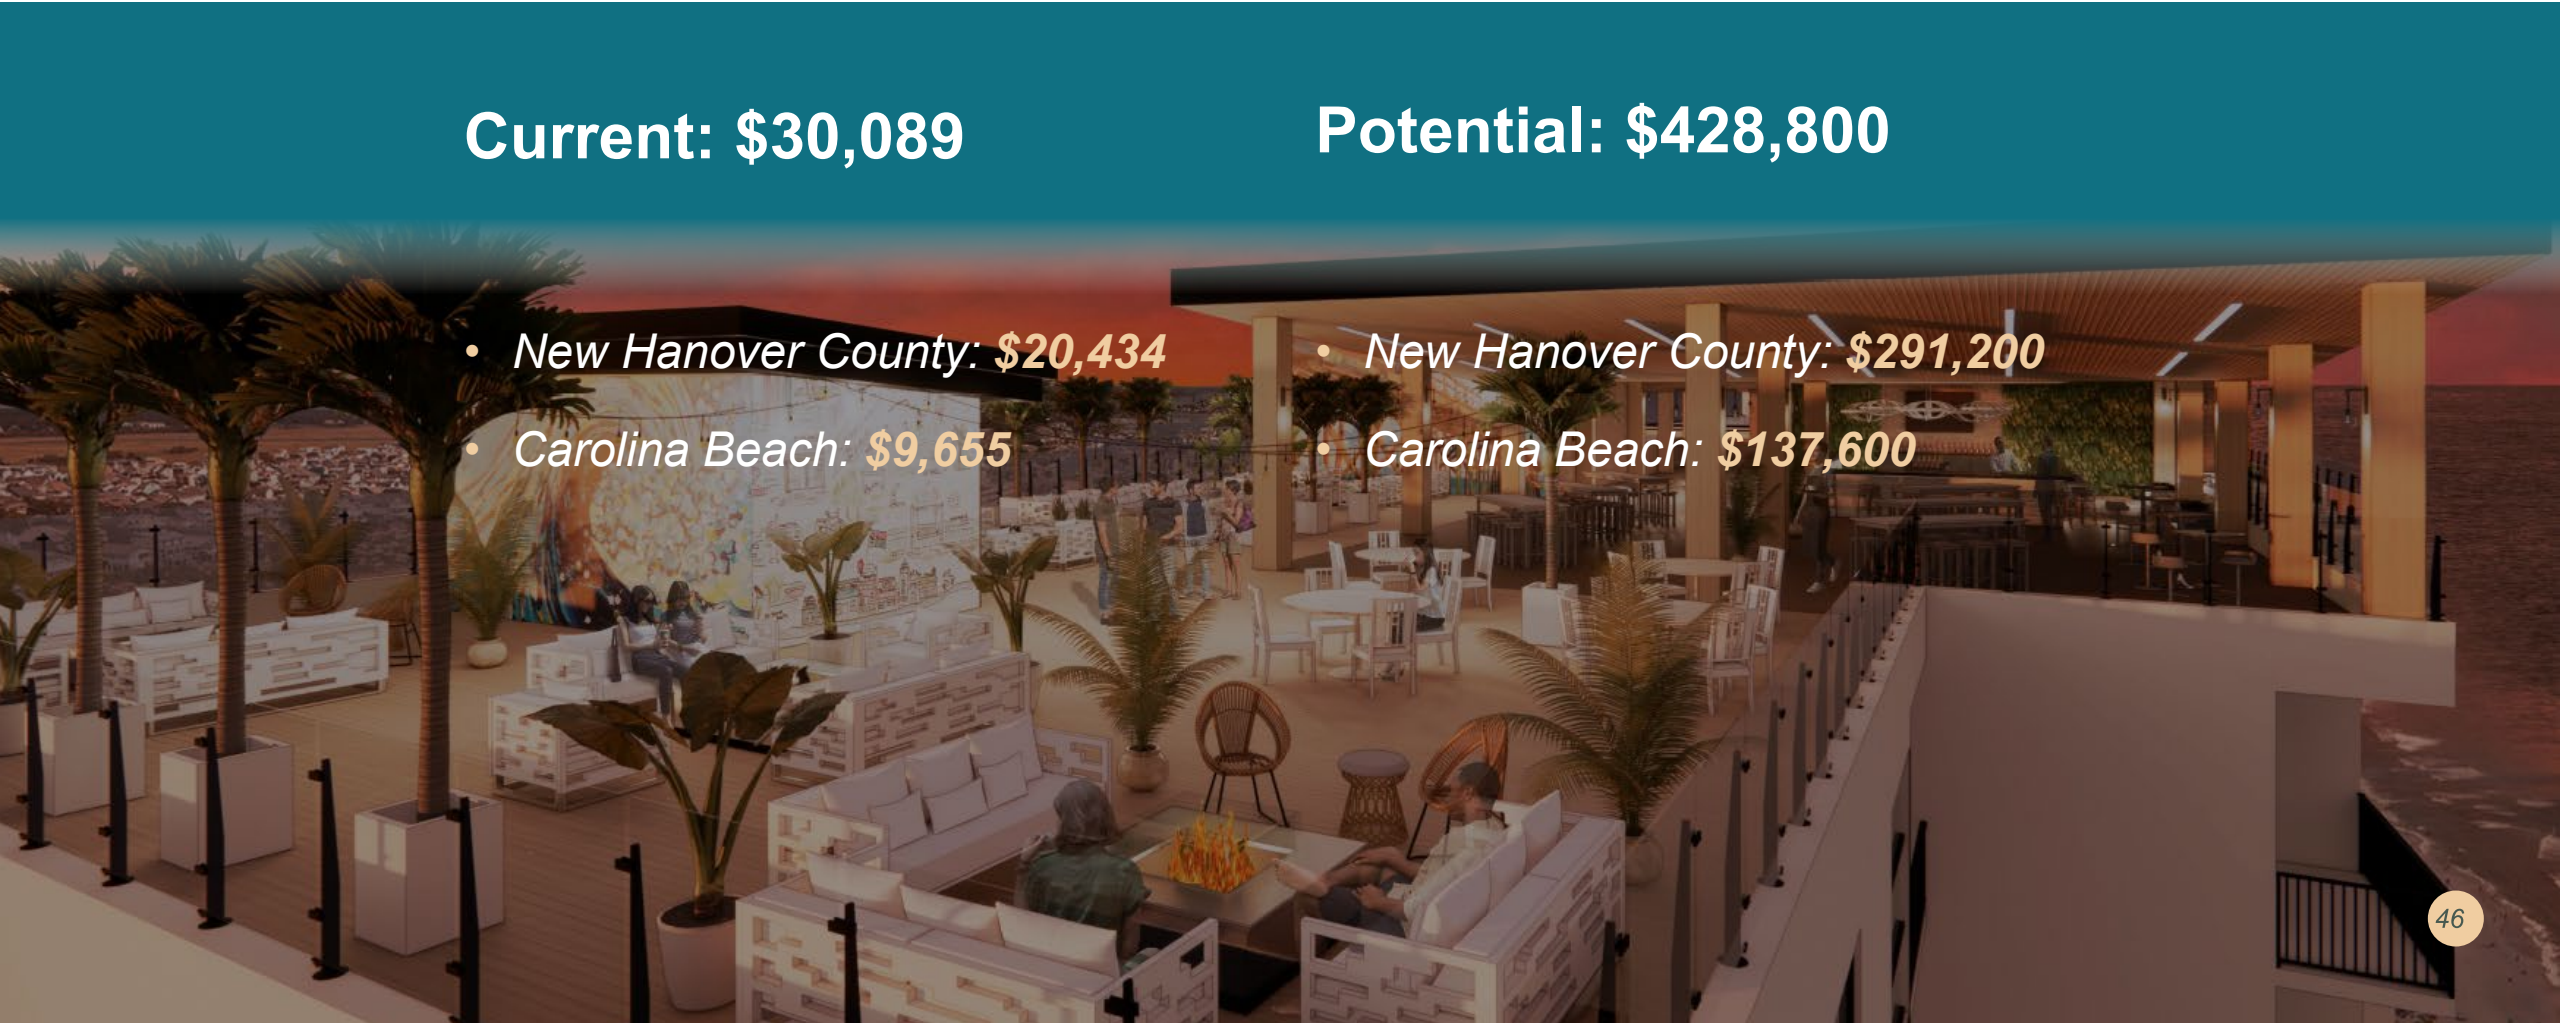 Current: $30,089
• New Hanover County: $20,434
• Carolina Beach: $9,655
Potential: $428,800
• New Hanover County: $291,200
• Carolina Beach: $137,600
46